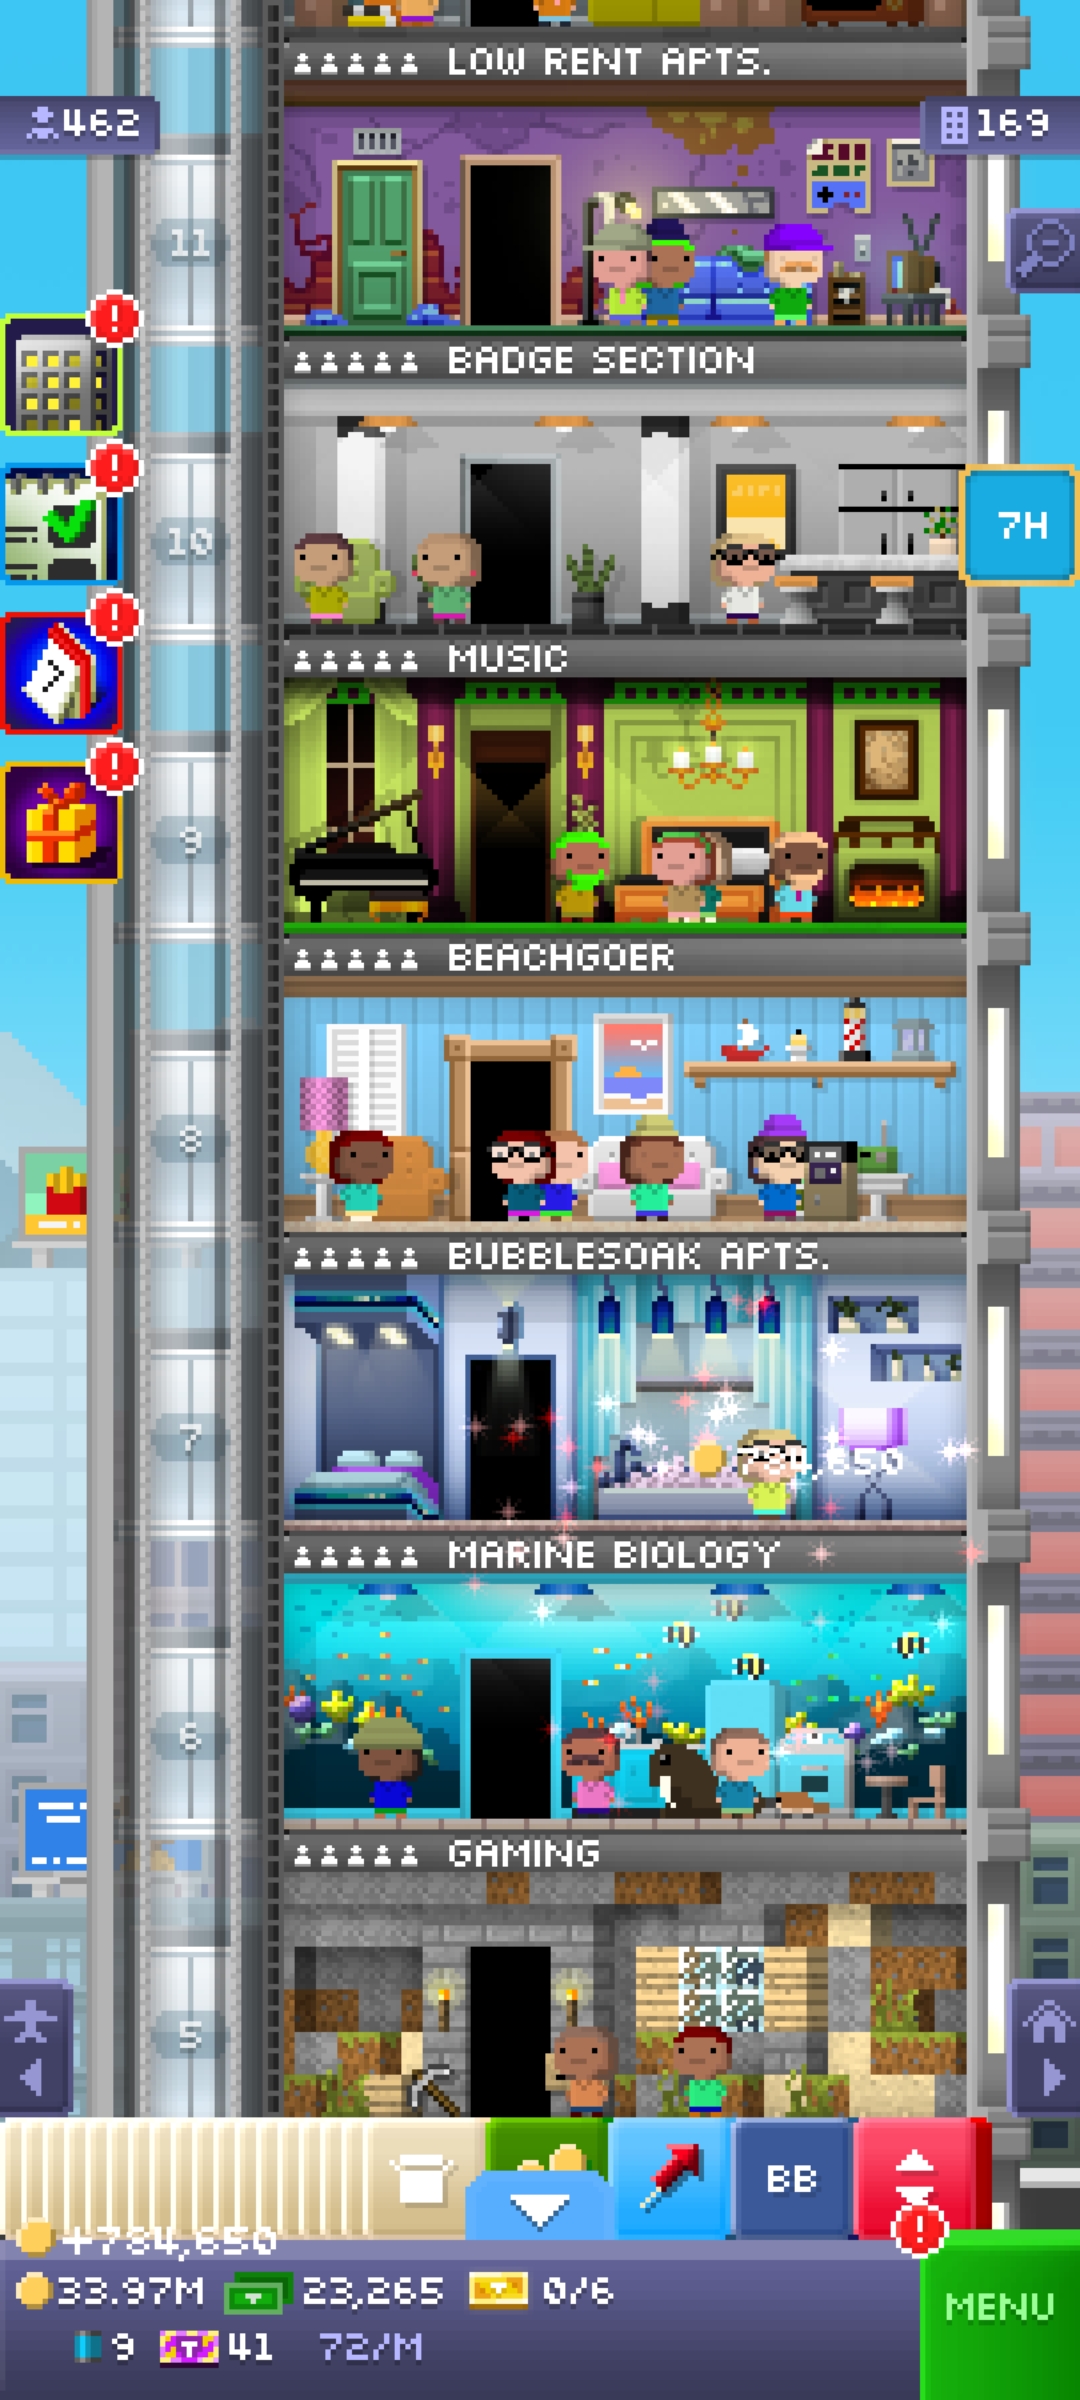 LOW RENT APTS.
462
169
11
BADGE SECTION
10
7H
MUSIC
9
BEACHGOER
8
BUBBLESOAK APTS.
7
784,650
MARINE BIOLOGY
6
GAMING
5
BB
+784,650
33.97M 23,265 0/6
MENU
9 41 72/M